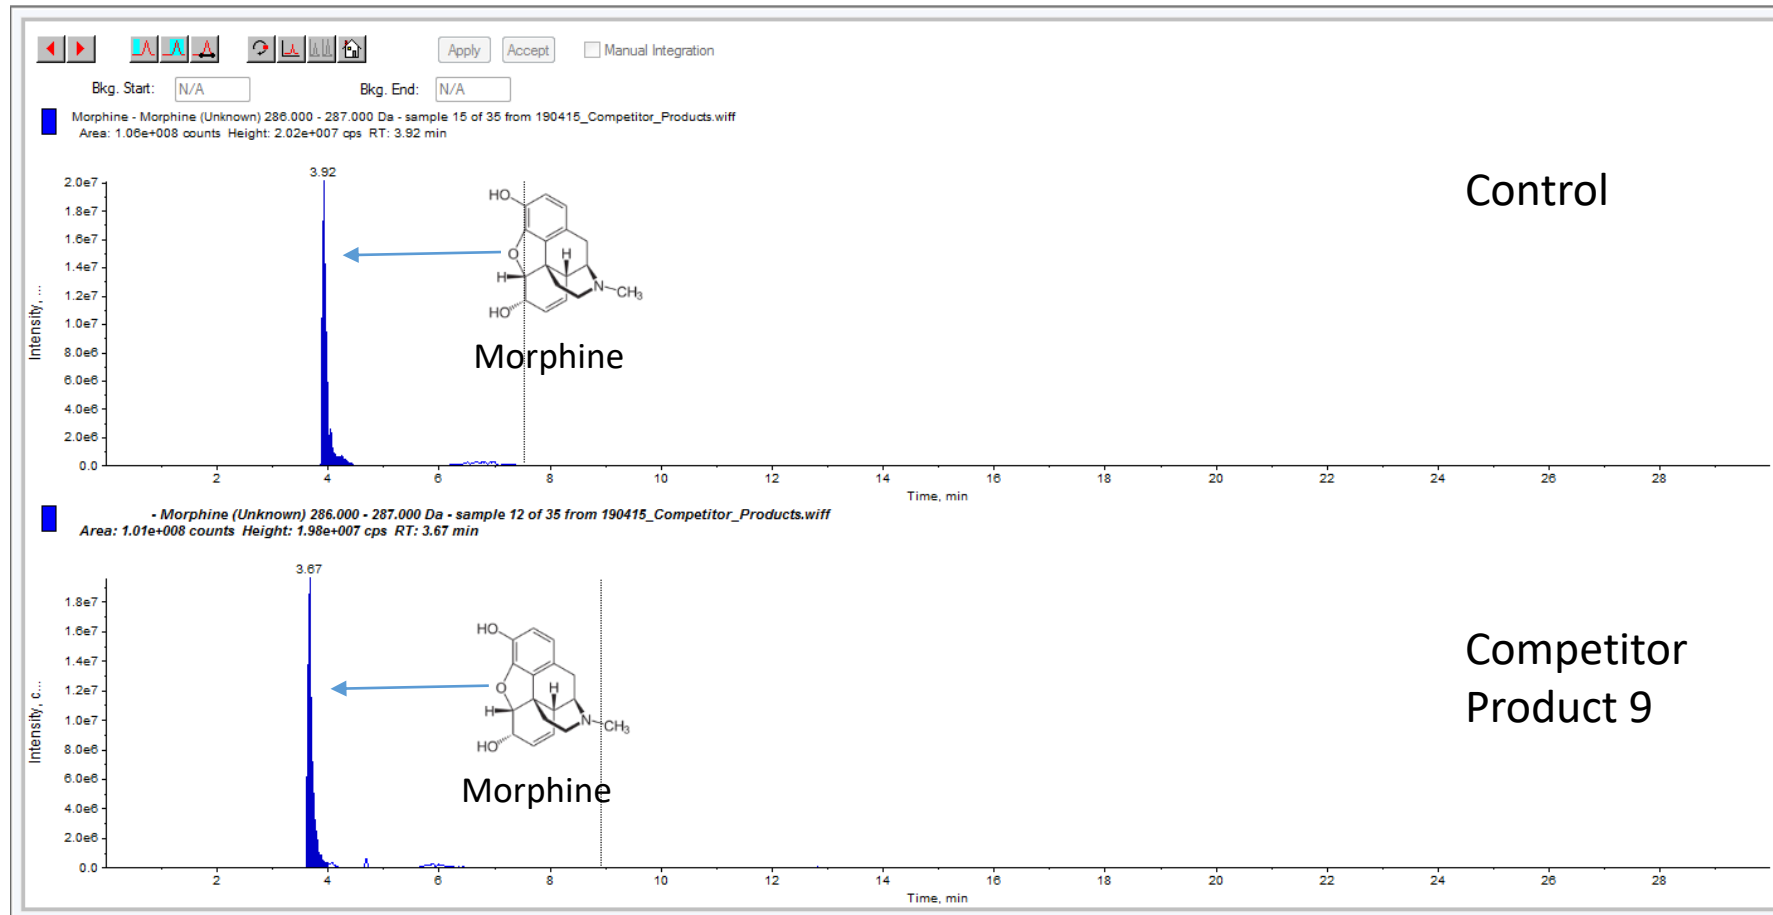 Apply Accept Manual Integration
Bkg. Start: N/A Bkg. End: N/A
Morphine - Morphine (Unknown) 286.000 - 287.000 Da - sample 15 of 35 from 190415_Competitor_Products.wiff
Area: 1.06e+008 counts Height: 2.02e+007 cps RT: 3.92 min
Control
3.92
2.0e7
1.8e7
1.6e7
1.4e7
1.2e7
1.0e7
8.0e6
6.0e6
4.0e6
2.0e6
0.0
Intensity, ...
HO
O
H
H
N
CH3
HO
Morphine
2 4 6 8 10 12 14 16 18 20 22 24 26 28
Time, min
- Morphine (Unknown) 286.000 - 287.000 Da - sample 12 of 35 from 190415_Competitor_Products.wiff
Area: 1.01e+008 counts Height: 1.98e+007 cps RT: 3.67 min
3.67
1.8e7
1.6e7
1.4e7
1.2e7
1.0e7
8.0e6
6.0e6
4.0e6
2.0e6
0.0
Intensity, c...
HO
O
H
H
N
CH3
HO
Morphine
Competitor
Product 9
2 4 6 8 10 12 14 16 18 20 22 24 26 28
Time, min